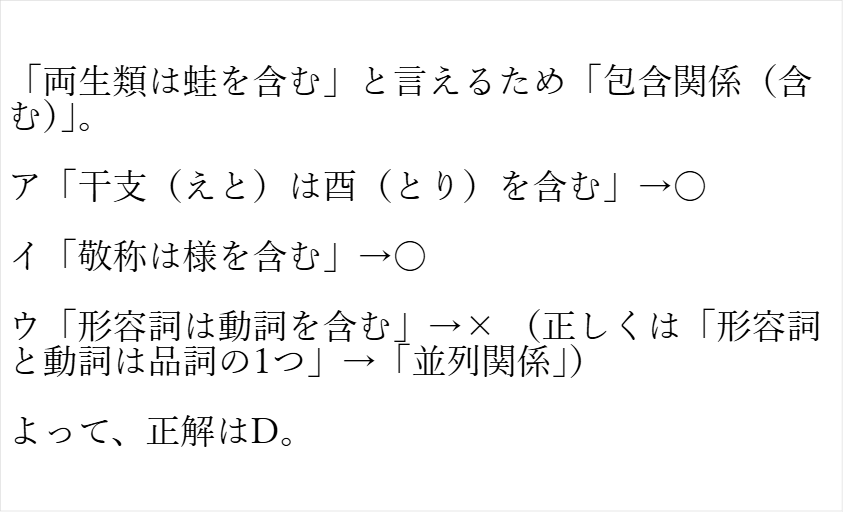 「両生類は蛙を含む」と言えるため「包含関係（含
む）」。
ア「干支（えと）は酉（とり）を含む」→○
イ「敬称は様を含む」→○
ウ「形容詞は動詞を含む」→× （正しくは「形容詞
と動詞は品詞の1つ」→「並列関係」）
よって、正解はD。